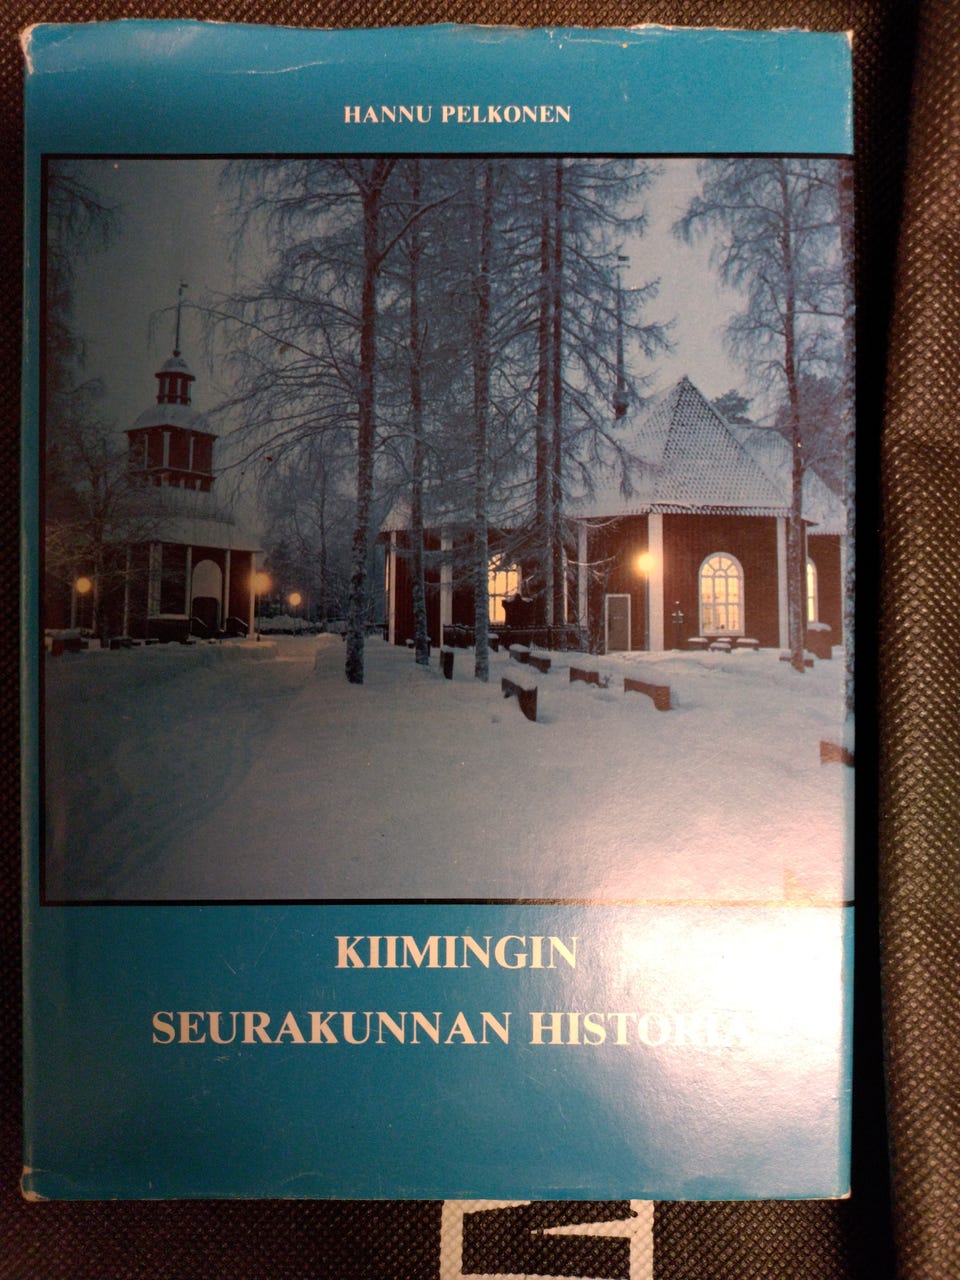 HANNU PELKONEN
KIIMINGIN
SEURAKUNNAN HISTORIA